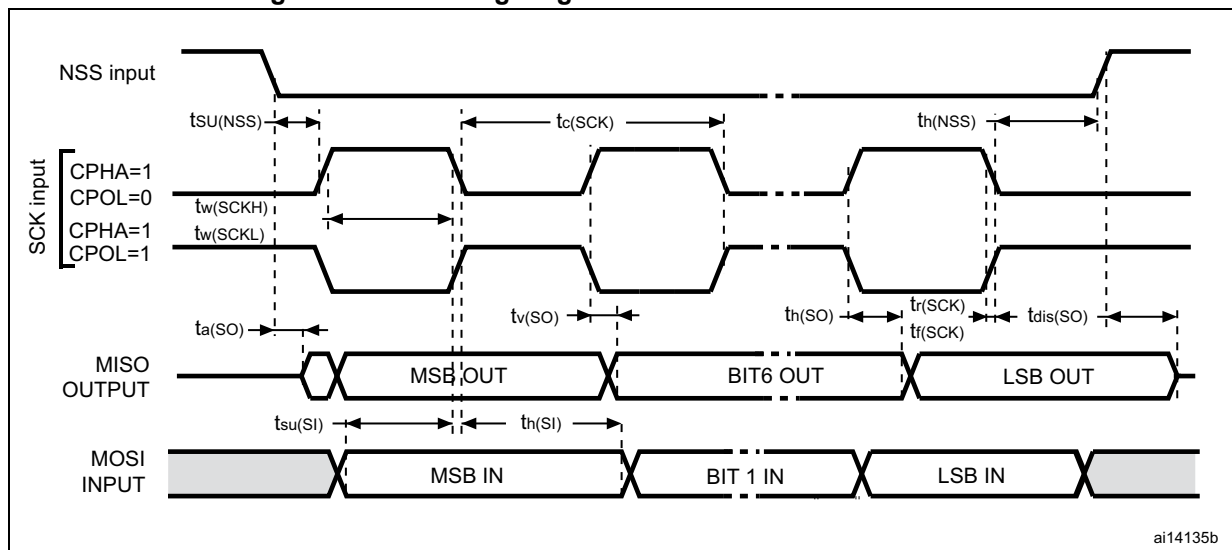 NSS input
tSU(NSS)
tc(SCK)
th(NSS)
SCK input
CPHA=1
CPOL=0
tw(SCKH)
CPHA=1
tw(SCKL)
CPOL=1
ta(SO)
tv(SO)
th(SO)
tr(SCK)
tf(SCK)
tdis(SO)
MISO
OUTPUT
MSB OUT
BIT6 OUT
LSB OUT
tsu(SI)
th(SI)
MOSI
INPUT
MSB IN
BIT 1 IN
LSB IN
ai14135b